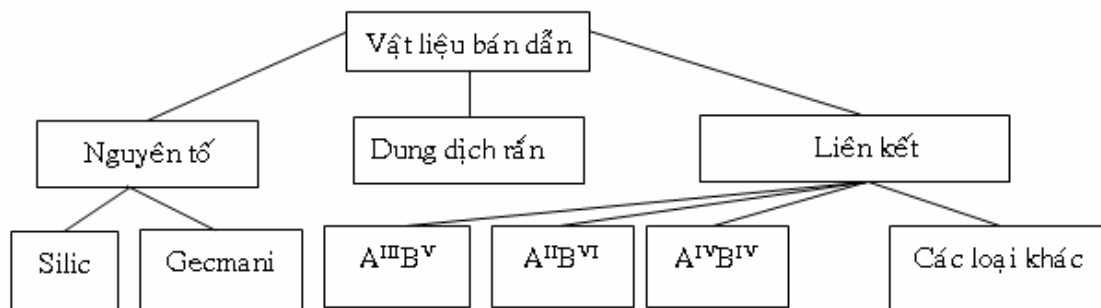 Vật liệu bán dẫn
Nguyên tố
Dung dịch rắn
Liên kết
Silic
Gecmani
AᴵᴵᴵBⱽ
AᴵᴵBⱽᴵ
AᴵⱽBᴵⱽ
Các loại khác